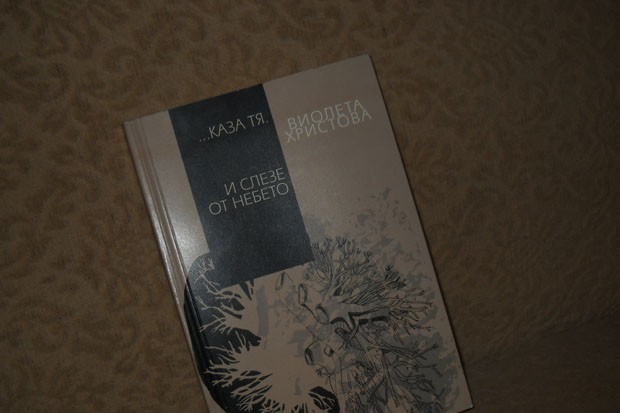 ...КАЗА ТЯ.
ВИОЛЕТА
ХРИСТОВА
И СЛЕЗЕ
ОТ НЕБЕТО